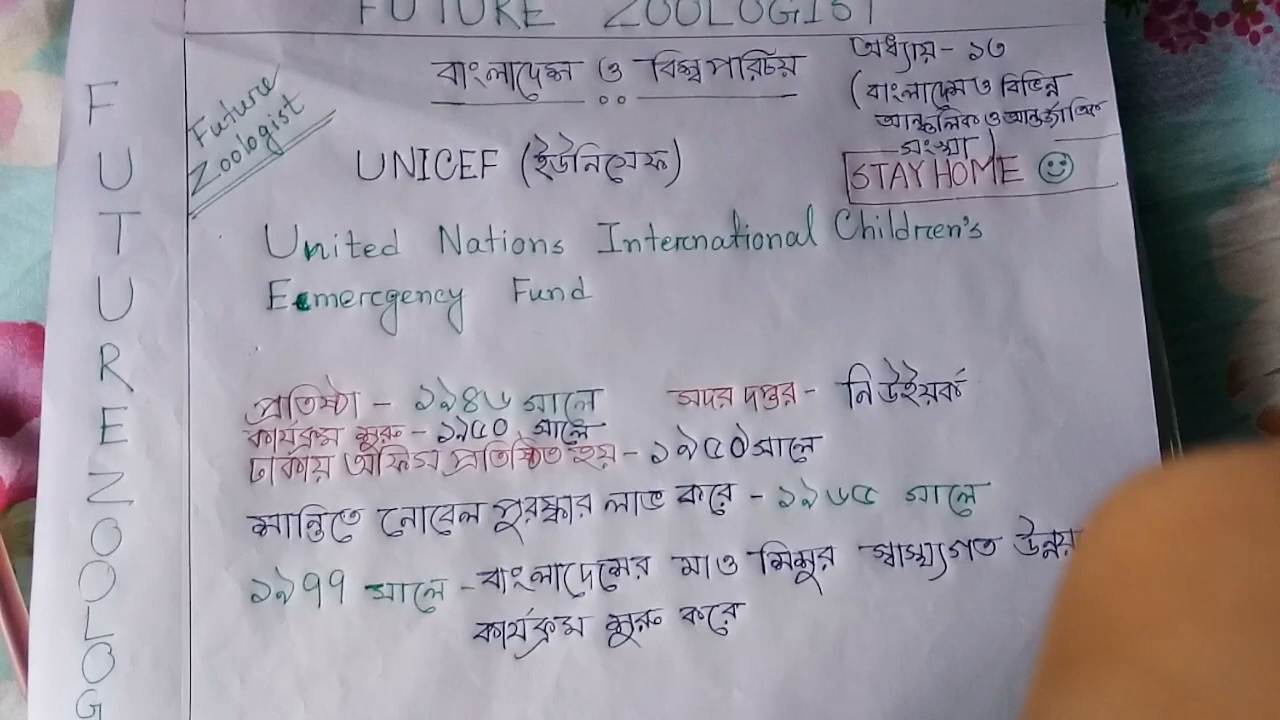 FUTURE ZOOLOGIST
বাংলাদেশ ও বিশ্বপরিচয়
অধ্যায় - ১৩
(বাংলাদেশ ও বিভিন্ন
আঞ্চলিক ও আন্তর্জাতিক
সংস্থা)
Future
Zoologist
STAY HOME
UNICEF (ইউনিসেফ)
United Nations International Children's
Emergency Fund
প্রতিষ্ঠা - ১৯৪৬ সালে সদর দপ্তর - নিউইয়র্ক
কার্যক্রম শুরু - ১৯৫০ সালে
ঢাকায় অফিস প্রতিষ্ঠিত হয় - ১৯৫০ সালে
শান্তিতে নোবেল পুরস্কার লাভ করে - ১৯৬৫ সালে
১৯৭৭ সালে - বাংলাদেশের মা ও শিশুর স্বাস্থ্যগত উন্নয়
কার্যক্রম শুরু করে
FUTURE ZOOLOG